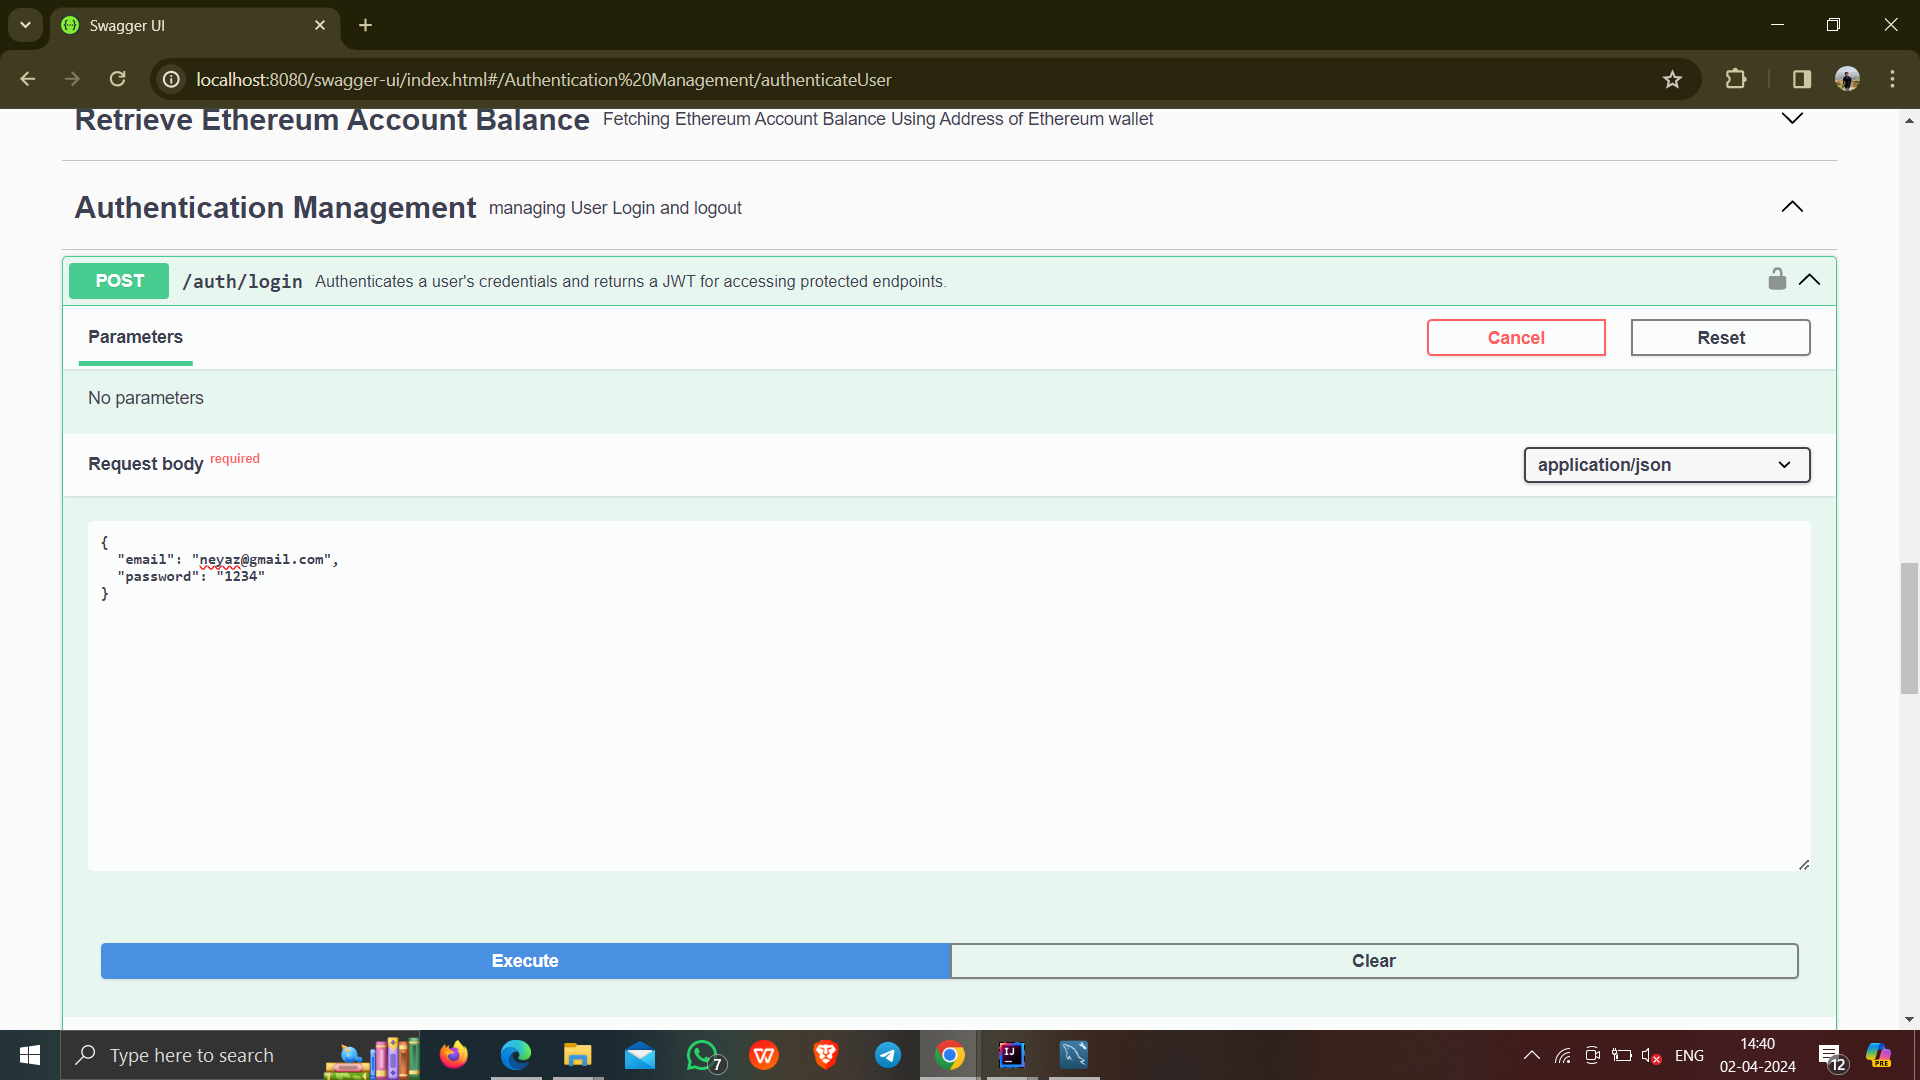 Swagger UI
localhost:8080/swagger-ui/index.html#/Authentication%20Management/authenticateUser
Retrieve Ethereum Account Balance Fetching Ethereum Account Balance Using Address of Ethereum wallet
Authentication Management managing User Login and logout
POST /auth/login Authenticates a user's credentials and returns a JWT for accessing protected endpoints.
Parameters Cancel Reset
No parameters
Request body required application/json
{
"email": "neyaz@gmail.com",
"password": "1234"
}
Execute Clear
Type here to search 7 W IJ ENG 14:40 12 PRE
02-04-2024